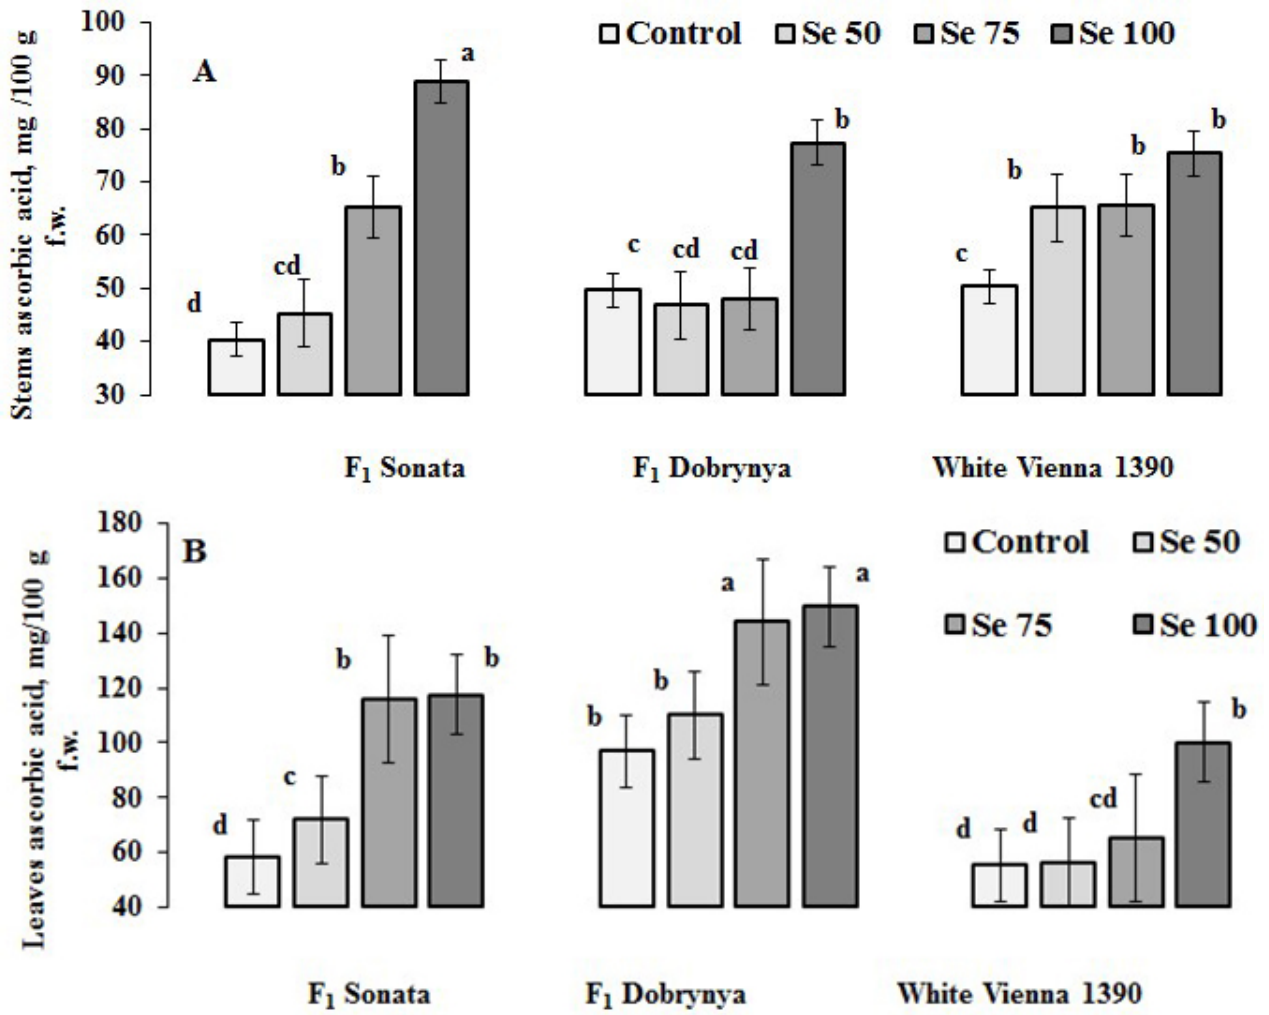 Stems ascorbic acid, mg /100 g
f.w.
100
90
80
70
60
50
40
30
A
Control Se 50 Se 75 Se 100
d cd b a
c cd cd b
c b b b
F1 Sonata F1 Dobrynya White Vienna 1390
Leaves ascorbic acid, mg/100 g
f.w.
180
160
140
120
100
80
60
40
B
Control Se 50
Se 75 Se 100
d c b b
b b a a
d d cd b
F1 Sonata F1 Dobrynya White Vienna 1390